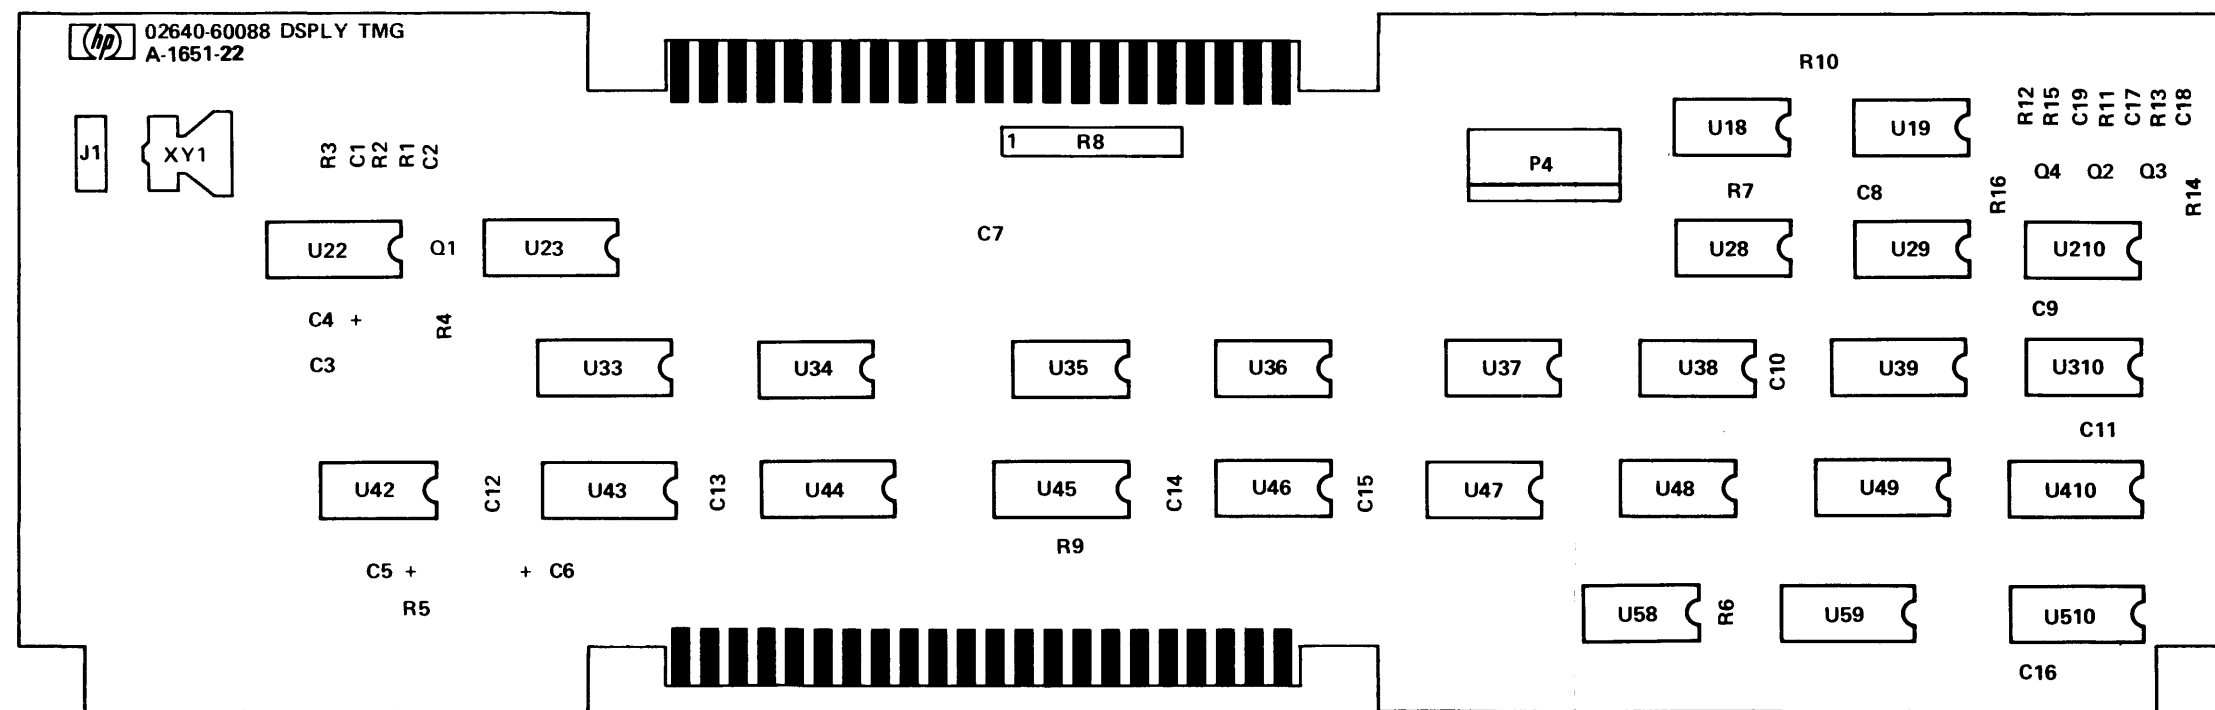 hp 02640-60088 DSPLY TMG
A-1651-22
R10
R12 R15 C19 R11 C17 R13 C18
J1 XY1 R3 C1 R2 R1 C2 1 R8 P4 U18 U19
Q4 Q2 Q3
R7 C8 R16 R14
U22 Q1 U23 C7 U28 U29 U210
C4 + R4 C9
C3 U33 U34 U35 U36 U37 U38 C10 U39 U310
C11
U42 C12 U43 C13 U44 U45 C14 U46 C15 U47 U48 U49 U410
R9
C5 + + C6
R5 U58 R6 U59 U510
C16